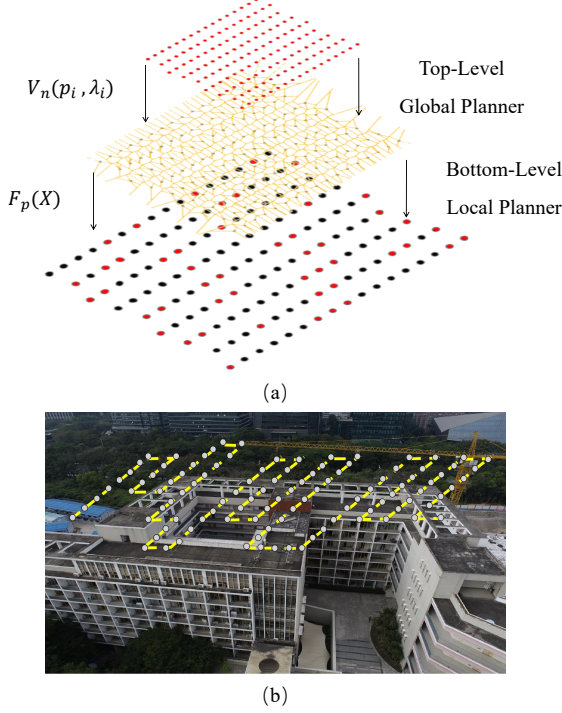 Top-Level
V_n(p_i, λ_i)
Global Planner
Bottom-Level
F_p(X)
Local Planner
(a)
(b)